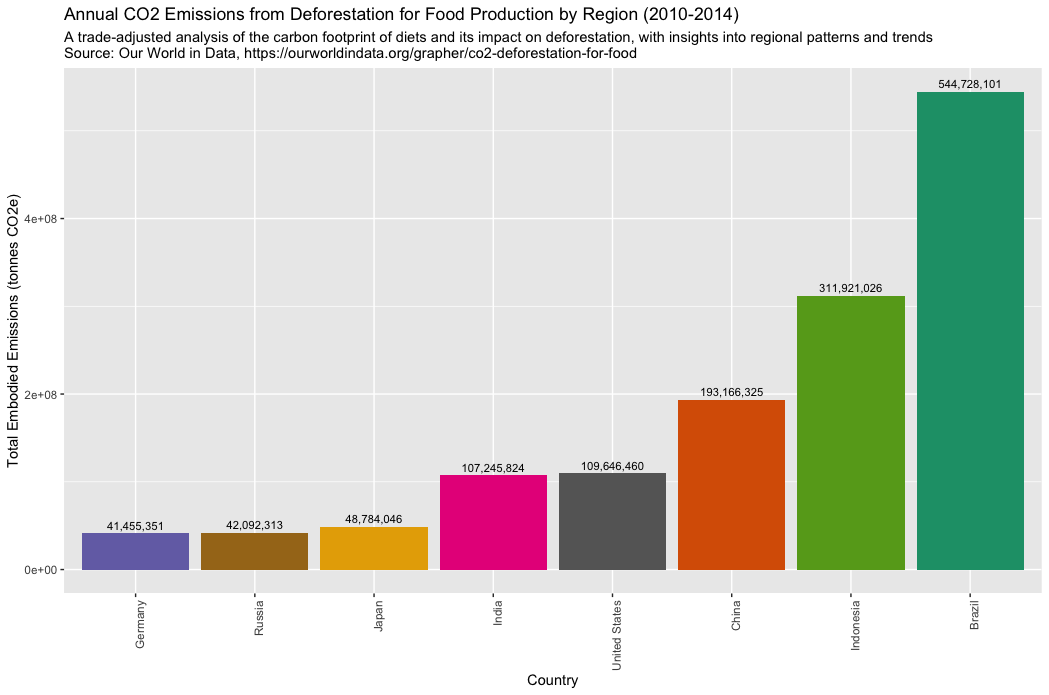 Annual CO2 Emissions from Deforestation for Food Production by Region (2010-2014)
A trade-adjusted analysis of the carbon footprint of diets and its impact on deforestation, with insights into regional patterns and trends
Source: Our World in Data, https://ourworldindata.org/grapher/co2-deforestation-for-food
Total Embodied Emissions (tonnes CO2e)
4e+08
2e+08
0e+00
41,455,351
42,092,313
48,784,046
107,245,824
109,646,460
193,166,325
311,921,026
544,728,101
Germany
Russia
Japan
India
United States
China
Indonesia
Brazil
Country